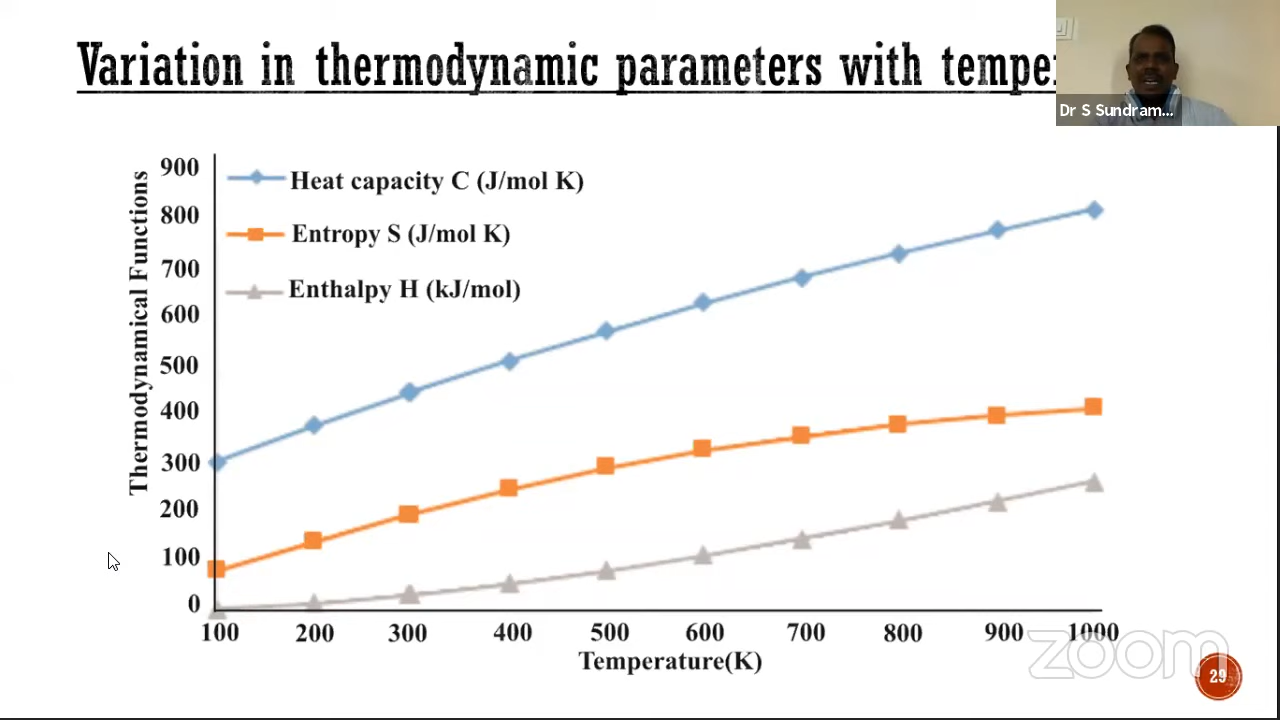 Variation in thermodynamic parameters with temper
Dr S Sundram...
Thermodynamical Functions
900
800
700
600
500
400
300
200
100
0
Heat capacity C (J/mol K)
Entropy S (J/mol K)
Enthalpy H (kJ/mol)
100 200 300 400 500 600 700 800 900 1000
Temperature(K)
zoom
29